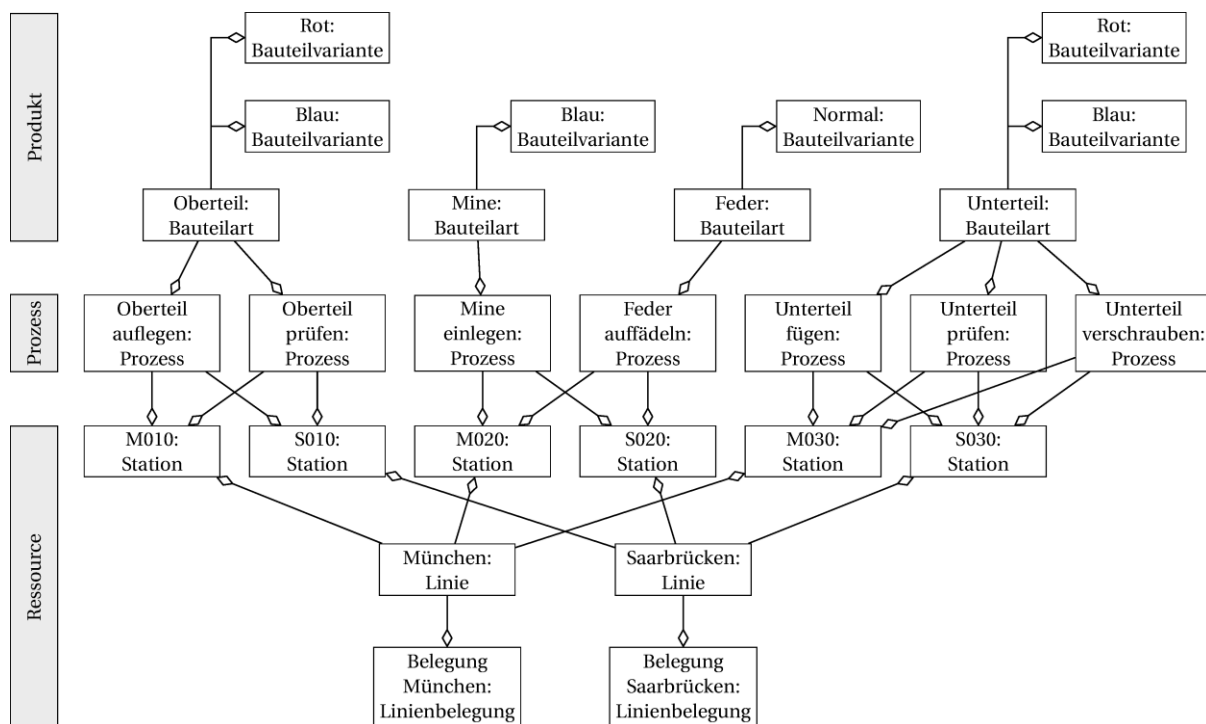 Produkt
Rot:
Bauteilvariante
Rot:
Bauteilvariante
Blau:
Bauteilvariante
Blau:
Bauteilvariante
Normal:
Bauteilvariante
Blau:
Bauteilvariante
Oberteil:
Bauteilart
Mine:
Bauteilart
Feder:
Bauteilart
Unterteil:
Bauteilart
Prozess
Oberteil
auflegen:
Prozess
Oberteil
prüfen:
Prozess
Mine
einlegen:
Prozess
Feder
auffädeln:
Prozess
Unterteil
fügen:
Prozess
Unterteil
prüfen:
Prozess
Unterteil
verschrauben:
Prozess
Ressource
M010:
Station
S010:
Station
M020:
Station
S020:
Station
M030:
Station
S030:
Station
München:
Linie
Saarbrücken:
Linie
Belegung
München:
Linienbelegung
Belegung
Saarbrücken:
Linienbelegung